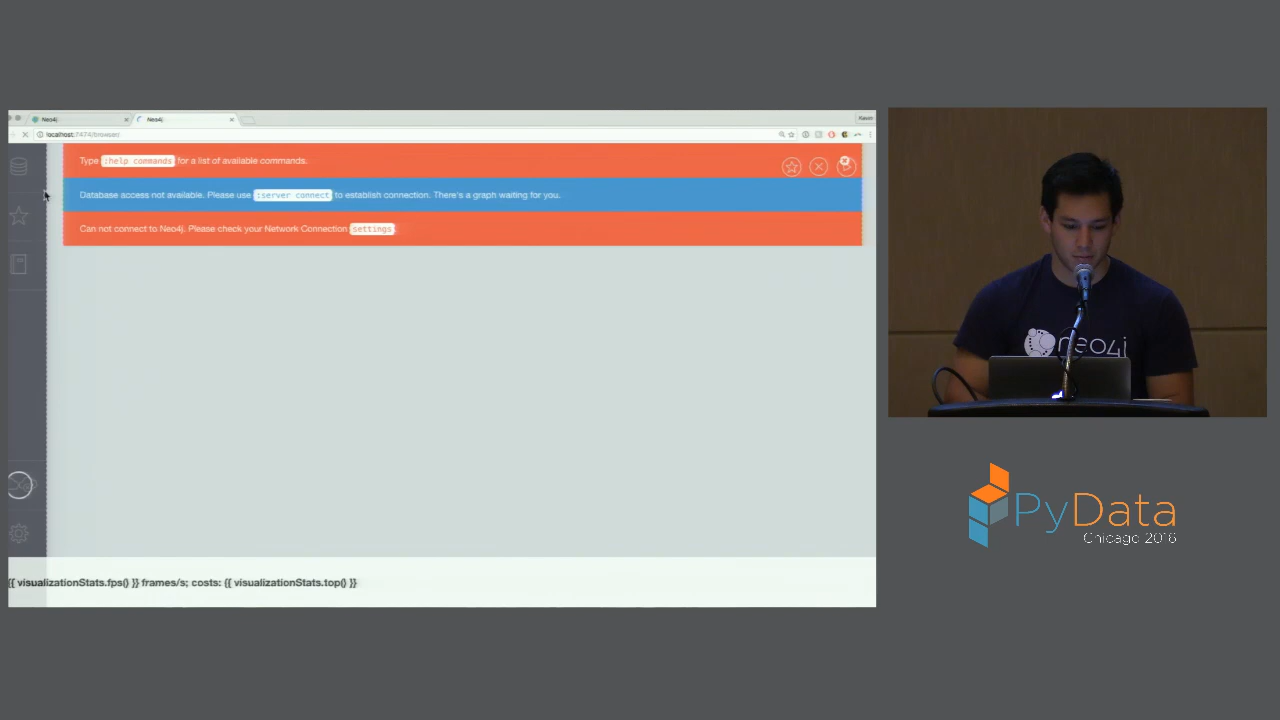 Neo4j
Neo4j
localhost:7474/browser/
Type :help commands for a list of available commands.
Database access not available. Please use :server connect to establish connection. There's a graph waiting for you.
Can not connect to Neo4j. Please check your Network Connection settings
{{ visualizationStats.fps() }} frames/s; costs: {{ visualizationStats.top() }}
neo4j
PyData
Chicago 2016